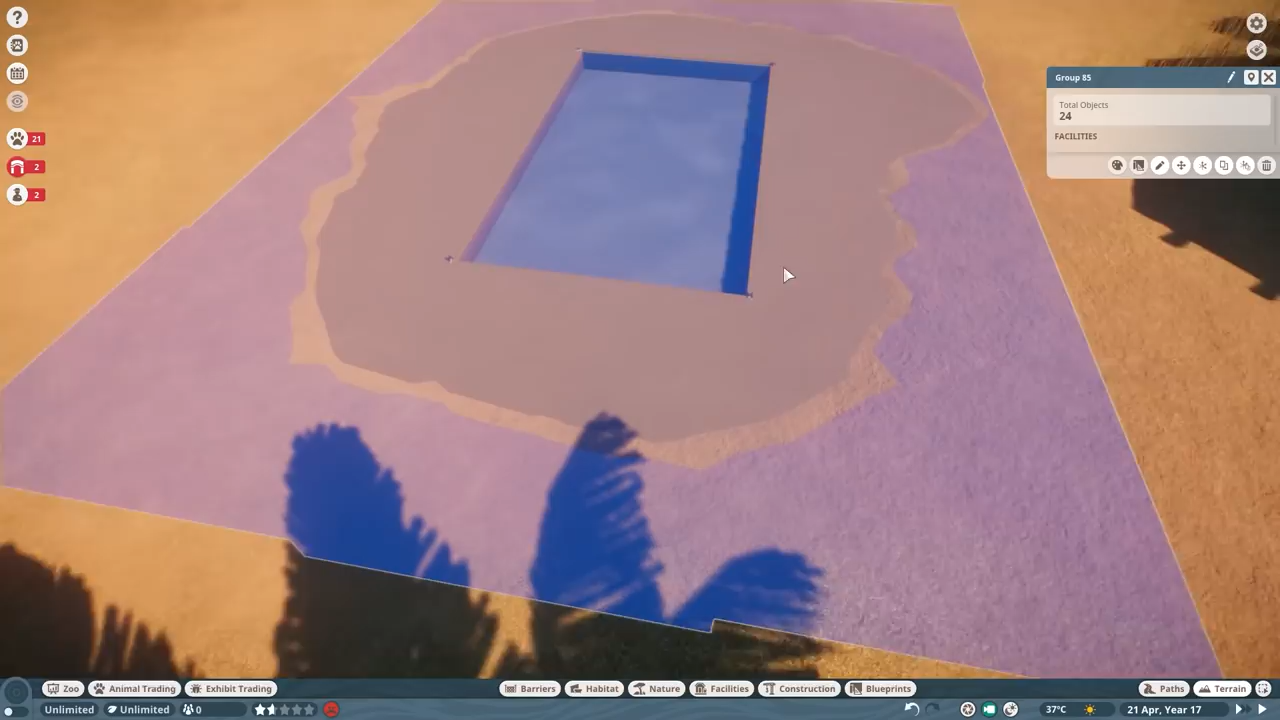 ?
Group 85
Total Objects
24
FACILITIES
21
2
2
Zoo
Animal Trading
Exhibit Trading
Barriers
Habitat
Nature
Facilities
Construction
Blueprints
Paths
Terrain
Unlimited
Unlimited
0
37°C
21 Apr, Year 17